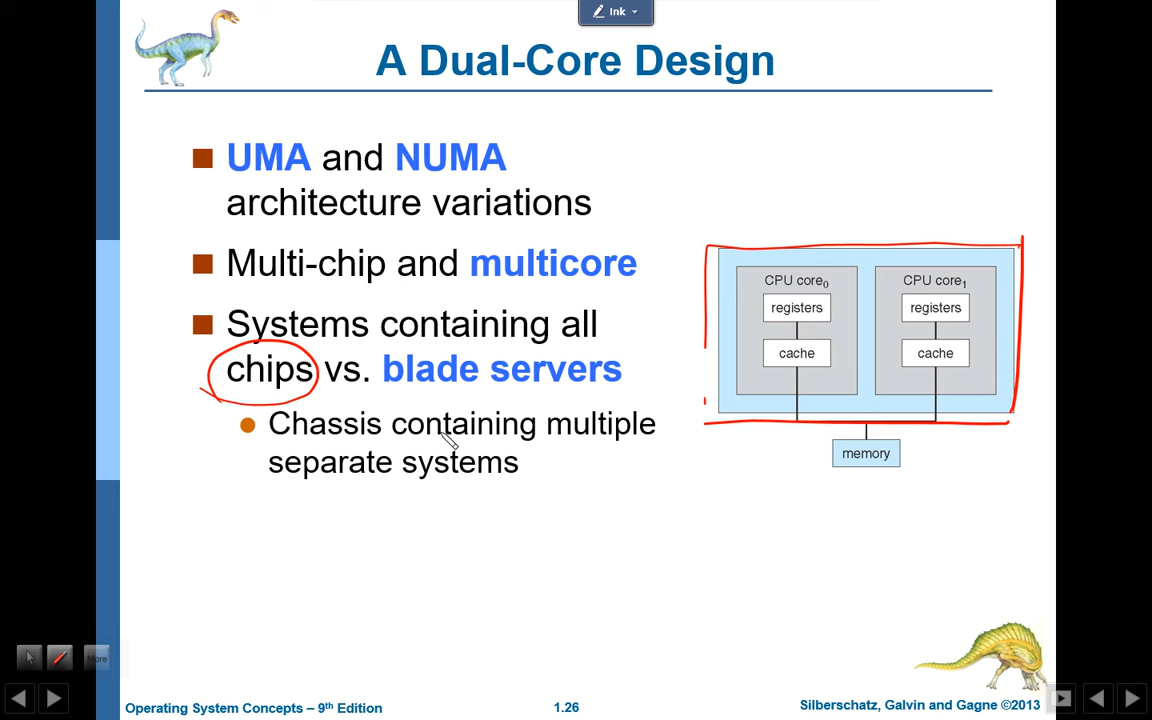 Ink
A Dual-Core Design
UMA and NUMA
architecture variations
Multi-chip and multicore
Systems containing all
chips vs. blade servers
Chassis containing multiple
separate systems
CPU core0
registers
cache
CPU core1
registers
cache
memory
More
Operating System Concepts – 9th Edition
1.26
Silberschatz, Galvin and Gagne ©2013